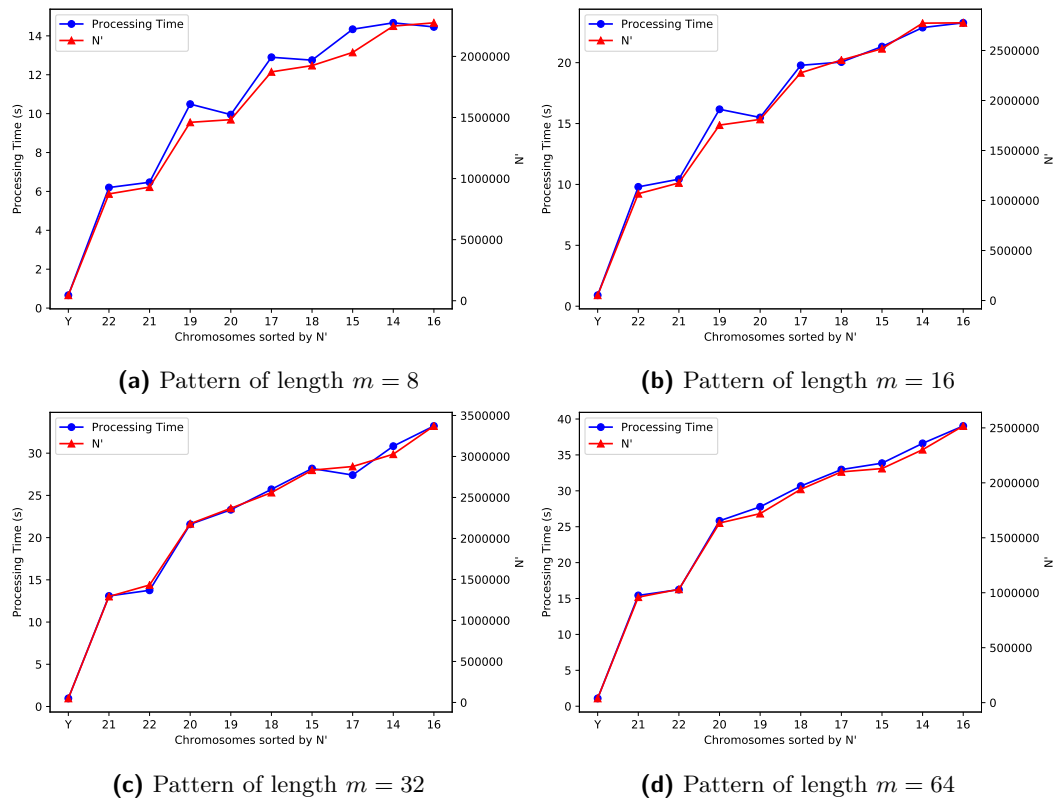 Processing Time
N'
14
12
10
8
6
4
2
0
Processing Time (s)
2000000
1500000
1000000
500000
0
N'
Y 22 21 19 20 17 18 15 14 16
Chromosomes sorted by N'
(a) Pattern of length m = 8
Processing Time
N'
20
15
10
5
0
Processing Time (s)
2500000
2000000
1500000
1000000
500000
0
N'
Y 22 21 19 20 17 18 15 14 16
Chromosomes sorted by N'
(b) Pattern of length m = 16
Processing Time
N'
30
25
20
15
10
5
0
Processing Time (s)
3500000
3000000
2500000
2000000
1500000
1000000
500000
0
N'
Y 21 22 20 19 18 15 17 14 16
Chromosomes sorted by N'
(c) Pattern of length m = 32
Processing Time
N'
40
35
30
25
20
15
10
5
0
Processing Time (s)
2500000
2000000
1500000
1000000
500000
0
N'
Y 21 22 20 19 18 17 15 14 16
Chromosomes sorted by N'
(d) Pattern of length m = 64